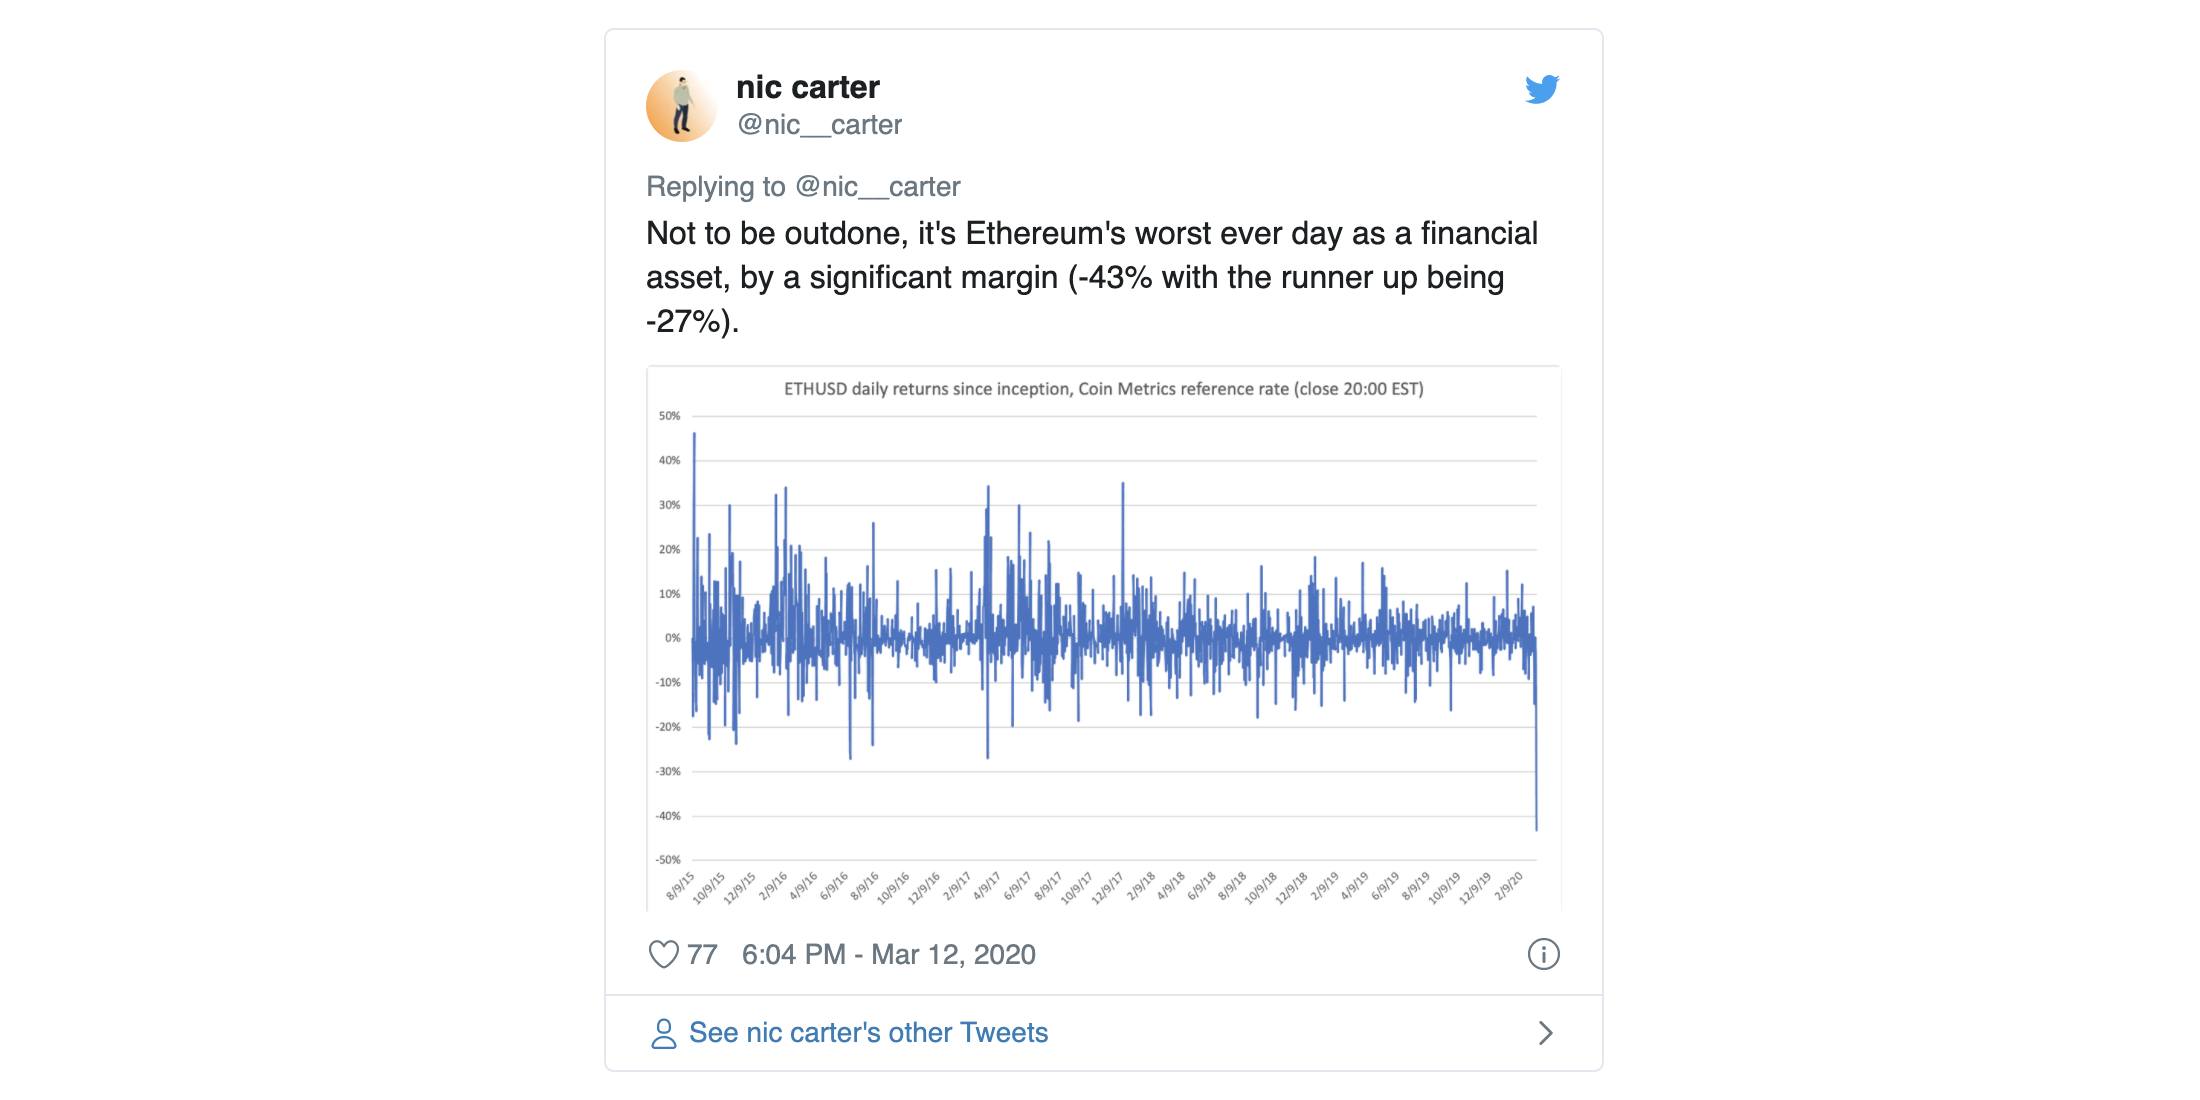 nic carter
@nic__carter
Replying to @nic__carter
Not to be outdone, it's Ethereum's worst ever day as a financial
asset, by a significant margin (-43% with the runner up being
-27%).
ETHUSD daily returns since inception, Coin Metrics reference rate (close 20:00 EST)
50%
40%
30%
20%
10%
0%
-10%
-20%
-30%
-40%
-50%
8/9/15 10/9/15 12/9/15 2/9/16 4/9/16 6/9/16 8/9/16 10/9/16 12/9/16 2/9/17 4/9/17 6/9/17 8/9/17 10/9/17 12/9/17 2/9/18 4/9/18 6/9/18 8/9/18 10/9/18 12/9/18 2/9/19 4/9/19 6/9/19 8/9/19 10/9/19 12/9/19 2/9/20
77 6:04 PM - Mar 12, 2020
See nic carter's other Tweets